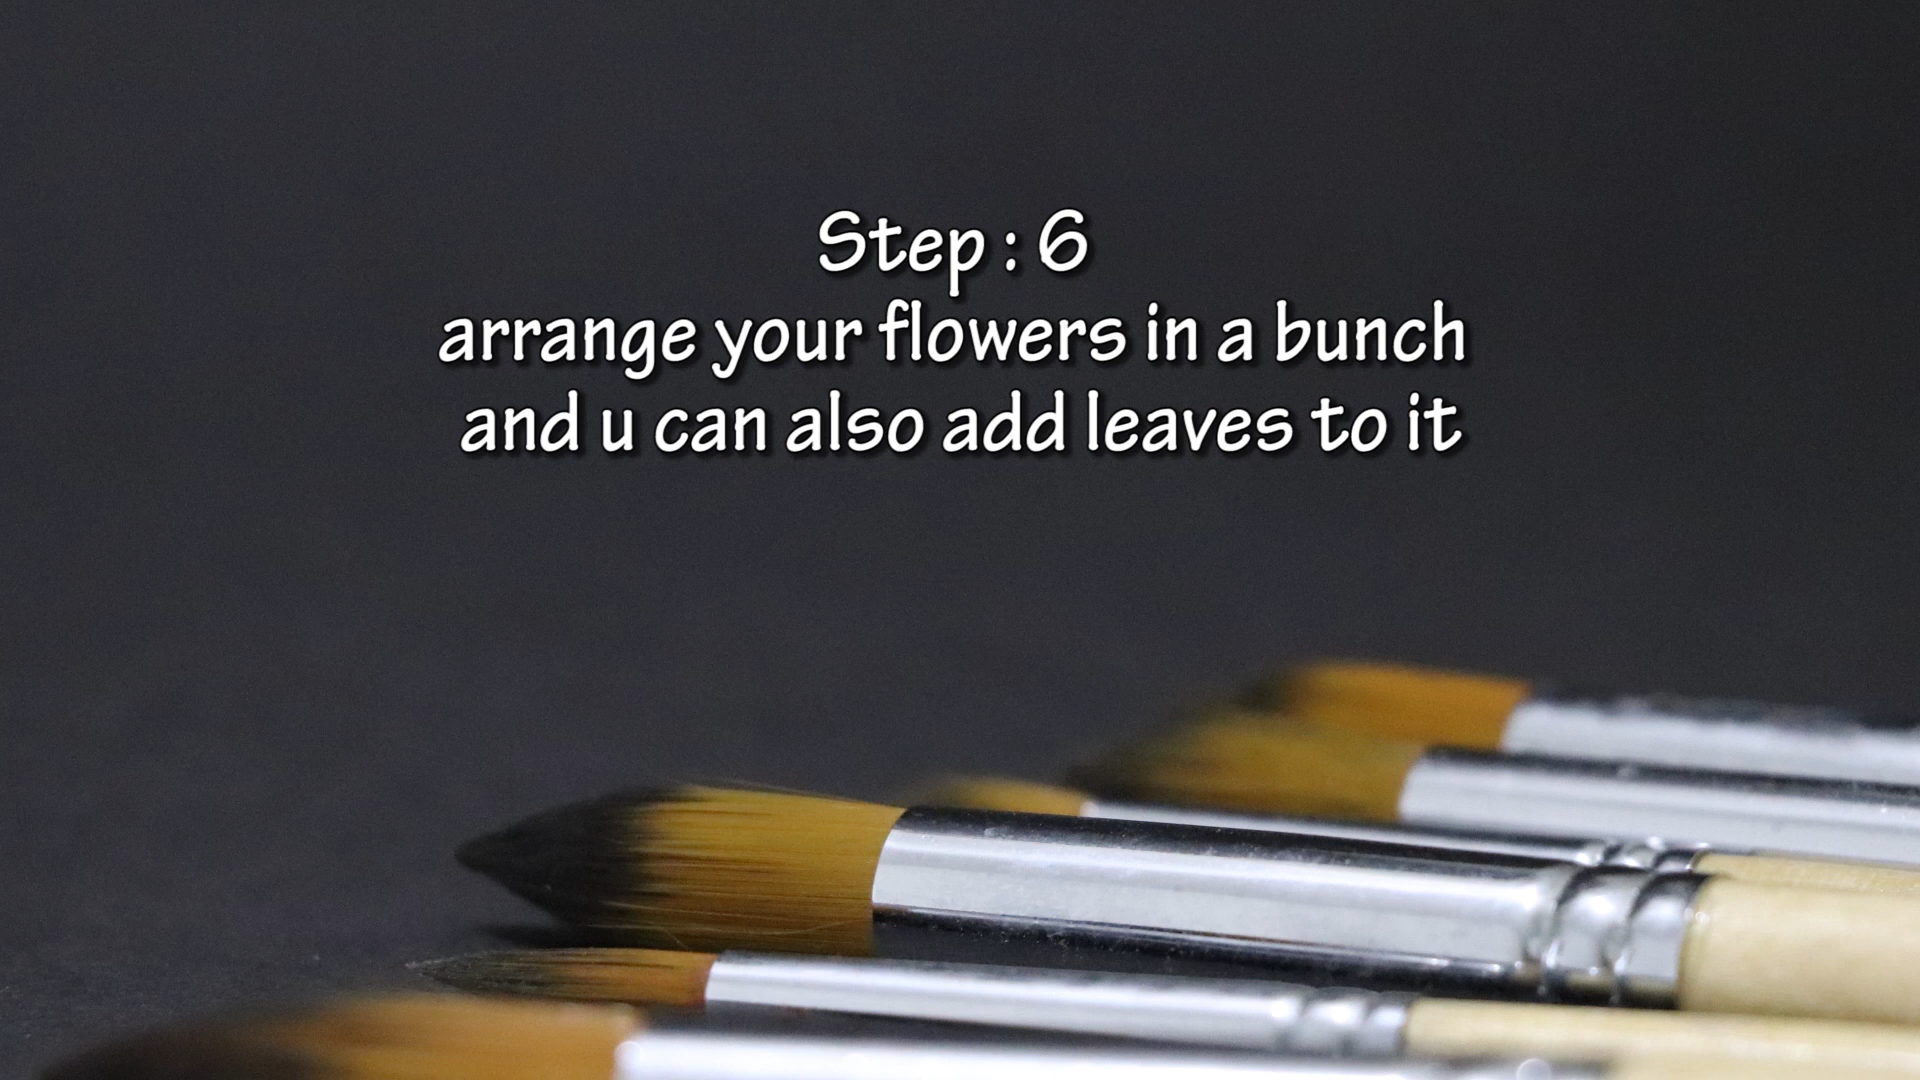 Step : 6
arrange your flowers in a bunch
and u can also add leaves to it